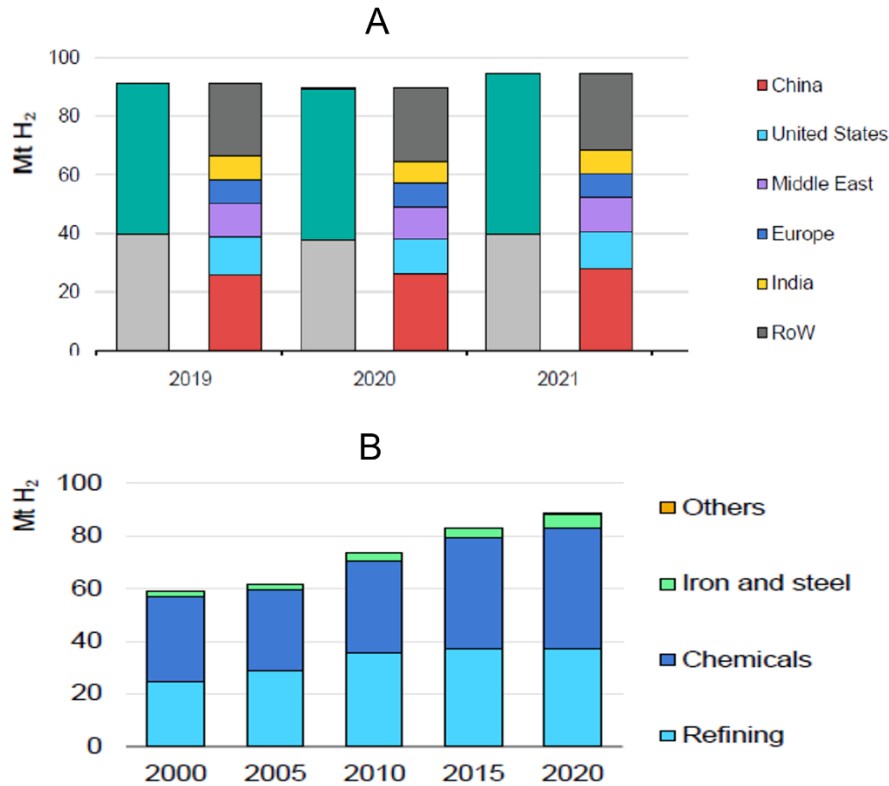 A
Mt H₂
100
80
60
40
20
0
2019
2020
2021
China
United States
Middle East
Europe
India
RoW
B
Mt H₂
100
80
60
40
20
0
2000
2005
2010
2015
2020
Others
Iron and steel
Chemicals
Refining